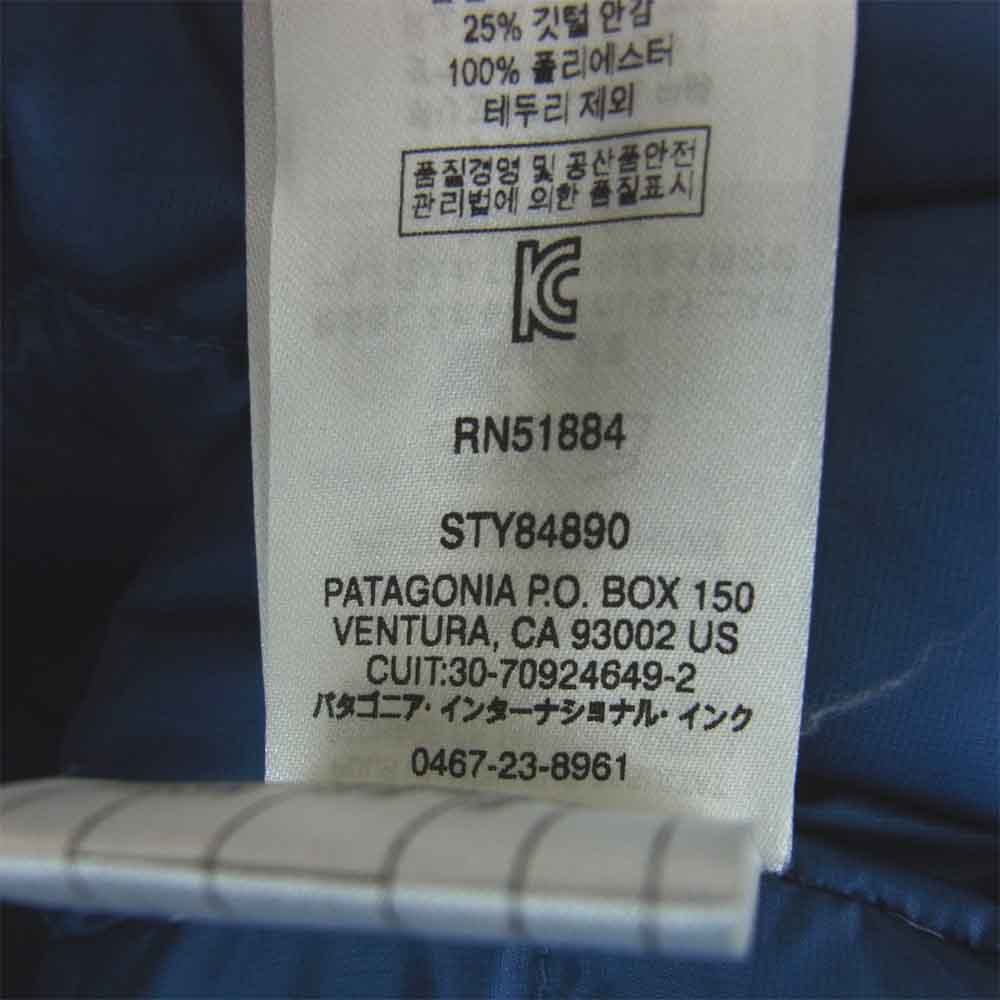 25% 깃털 안감
100% 폴리에스터
테두리 제외
품질경영 및 공산품안전
관리법에 의한 품질표시
KC
RN51884
STY84890
PATAGONIA P.O. BOX 150
VENTURA, CA 93002 US
CUIT:30-70924649-2
パタゴニア・インターナショナル・インク
0467-23-8961